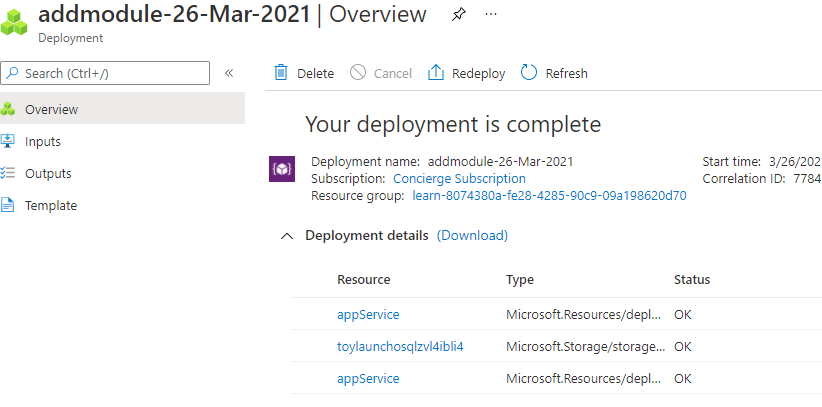 addmodule-26-Mar-2021 | Overview ···
Deployment
Search (Ctrl+/) «
Delete Cancel Redeploy Refresh
Overview
Inputs
Outputs
Template
Your deployment is complete
Deployment name: addmodule-26-Mar-2021 Start time: 3/26/202
Subscription: Concierge Subscription Correlation ID: 7784
Resource group: learn-8074380a-fe28-4285-90c9-09a198620d70
Deployment details (Download)
Resource Type Status
appService Microsoft.Resources/depl... OK
toylaunchosqlzvl4ibli4 Microsoft.Storage/storage... OK
appService Microsoft.Resources/depl... OK